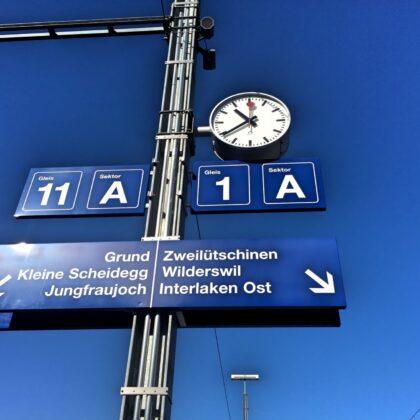 Gleis Sektor
11 A
Gleis Sektor
1 A
Grund
Kleine Scheidegg
Jungfraujoch
Zweilütschinen
Wilderswil
Interlaken Ost